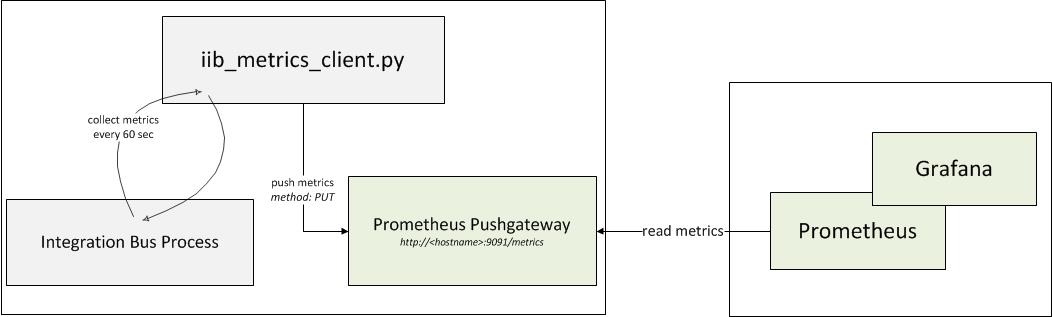 iib_metrics_client.py
collect metrics
every 60 sec
push metrics
method: PUT
Integration Bus Process
Prometheus Pushgateway
http://<hostname>:9091/metrics
read metrics
Grafana
Prometheus